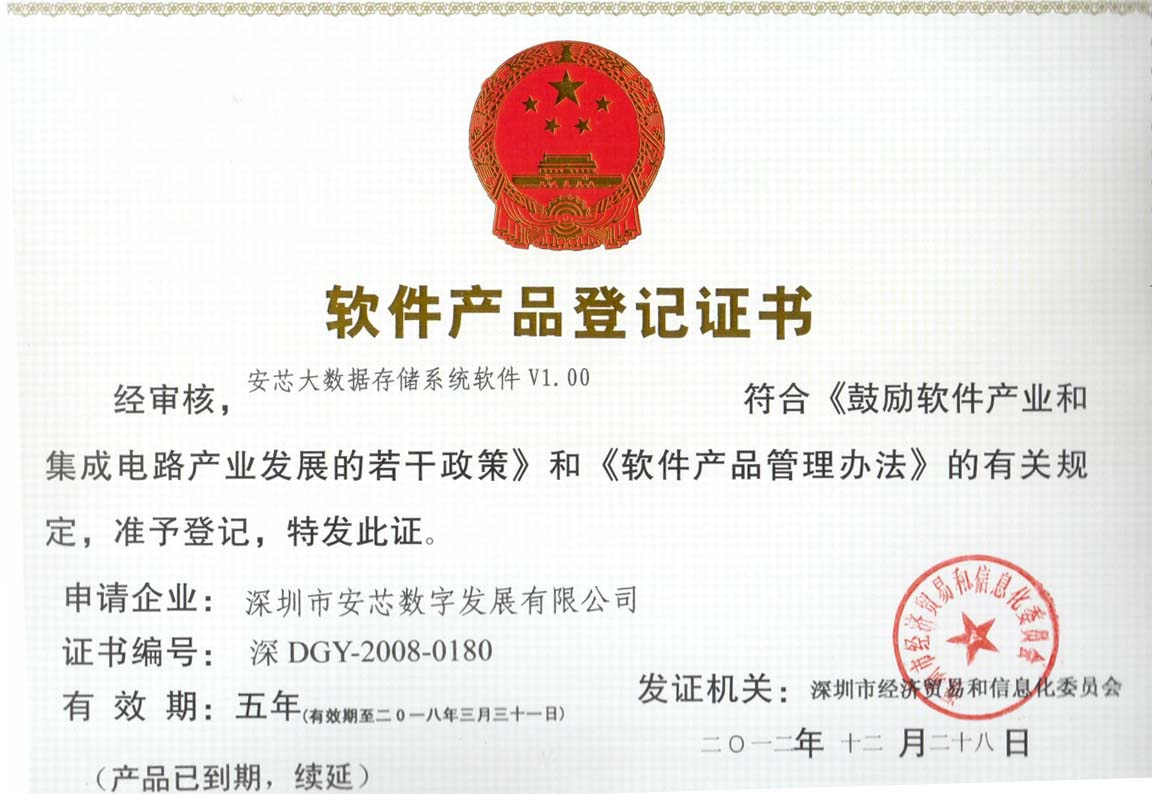 软件产品登记证书
经审核，安芯大数据存储系统软件 V1.00 符合《鼓励软件产业和
集成电路产业发展的若干政策》和《软件产品管理办法》的有关规
定，准予登记，特发此证。
申请企业：深圳市安芯数字发展有限公司
证书编号：深 DGY-2008-0180
有 效 期：五年(有效期至二0一八年三月三十一日)
（产品已到期，续延）
深圳市经济贸易和信息化委员会
发证机关：深圳市经济贸易和信息化委员会
二〇一二年 十二 月二十八日